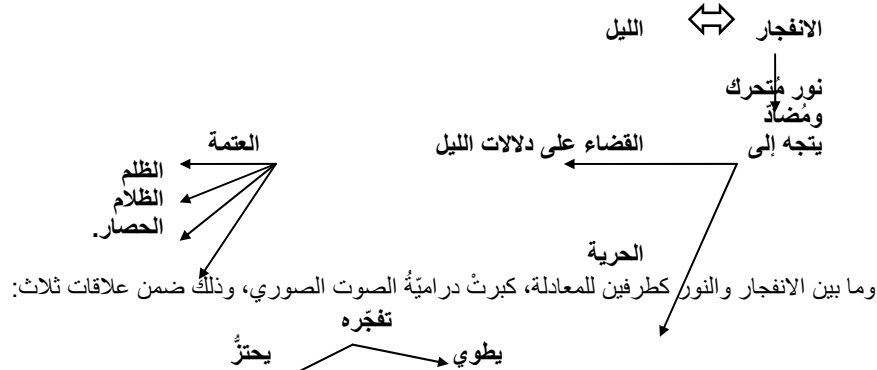 الانفجار الليل
نور مُتحرك
ومُضادّ
يتجه إلى القضاء على دلالات الليل العتمة
الظلم
الظلام
الحصار.
الحرية
وما بين الانفجار والنور كطرفين للمعادلة، كبرتْ دراميّةُ الصوت الصوري، وذلك ضمن علاقات ثلاث:
تفجّره
يطوي يحتزُّ